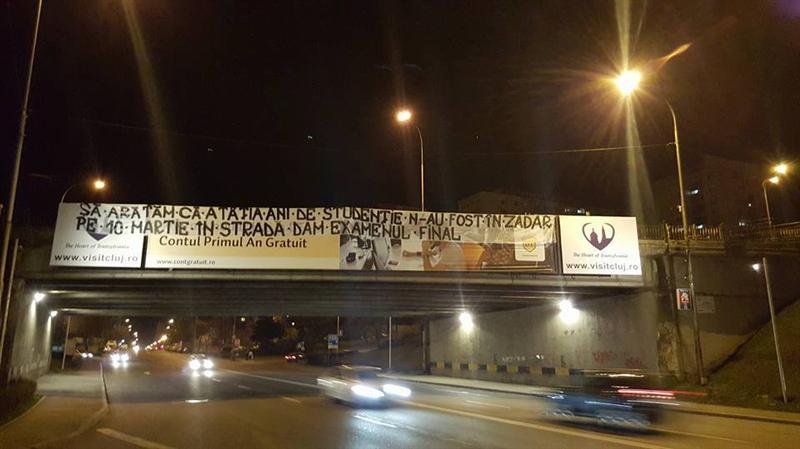 SĂ ARĂTĂM CĂ ATÂȚIA ANI DE STUDENȚIE N-AU FOST ÎN ZADAR
PE 10 MARTIE ÎN STRADĂ DĂM EXAMENUL FINAL
The Heart of Transylvania
www.visitcluj.ro
Contul Primul An Gratuit
www.contgratuit.ro
The Heart of Transylvania
www.visitcluj.ro